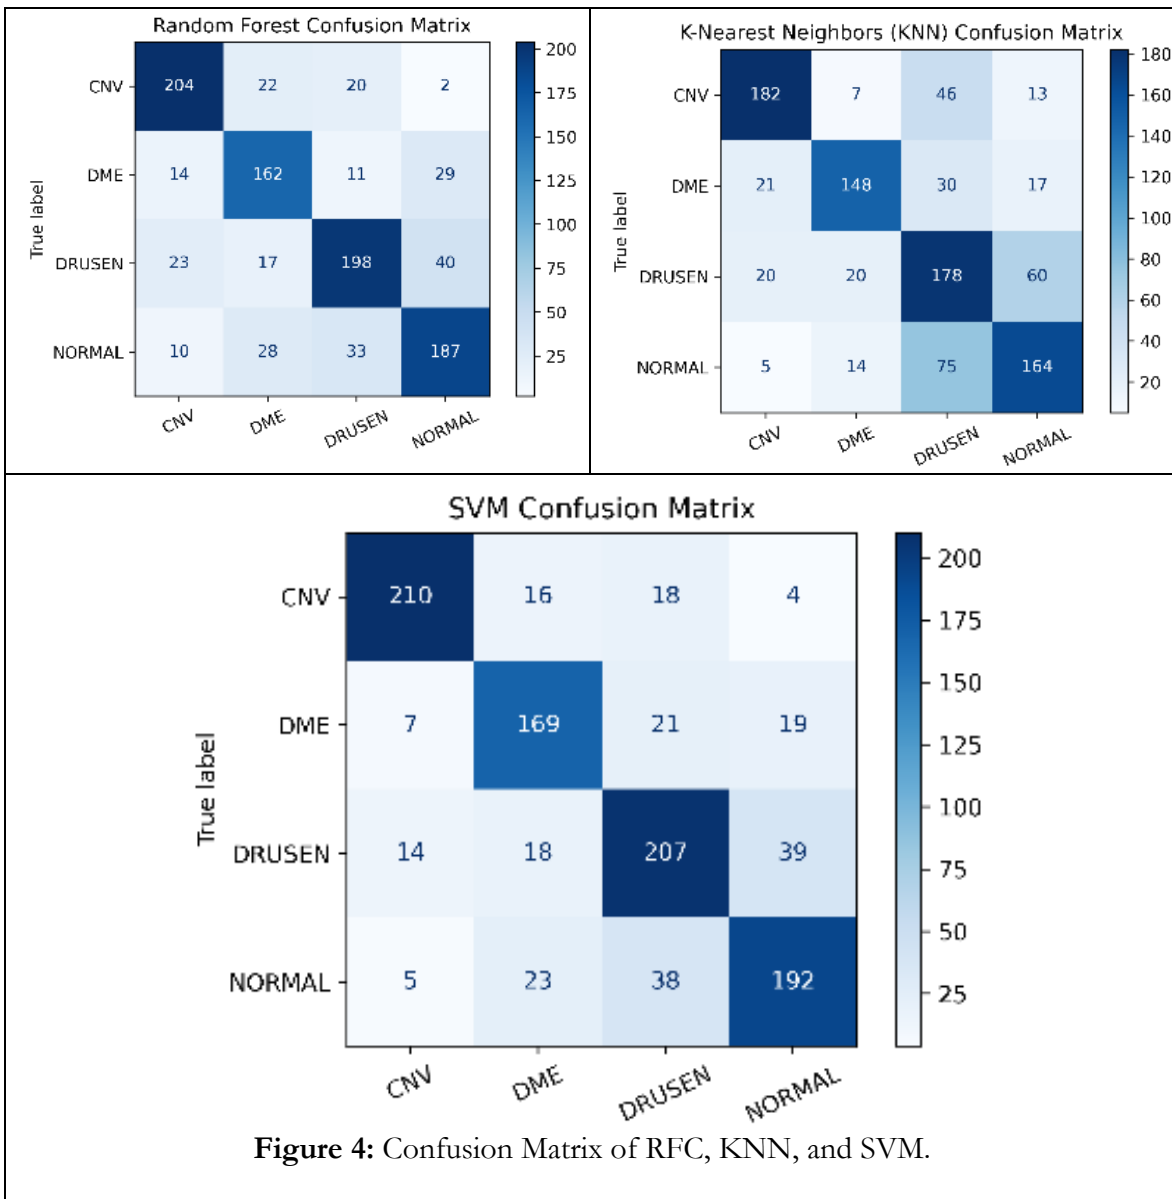 Random Forest Confusion Matrix
True label
CNV 204 22 20 2
DME 14 162 11 29
DRUSEN 23 17 198 40
NORMAL 10 28 33 187
CNV DME DRUSEN NORMAL
200
175
150
125
100
75
50
25
K-Nearest Neighbors (KNN) Confusion Matrix
True label
CNV 182 7 46 13
DME 21 148 30 17
DRUSEN 20 20 178 60
NORMAL 5 14 75 164
CNV DME DRUSEN NORMAL
180
160
140
120
100
80
60
40
20
SVM Confusion Matrix
True label
CNV 210 16 18 4
DME 7 169 21 19
DRUSEN 14 18 207 39
NORMAL 5 23 38 192
CNV DME DRUSEN NORMAL
200
175
150
125
100
75
50
25
Figure 4: Confusion Matrix of RFC, KNN, and SVM.